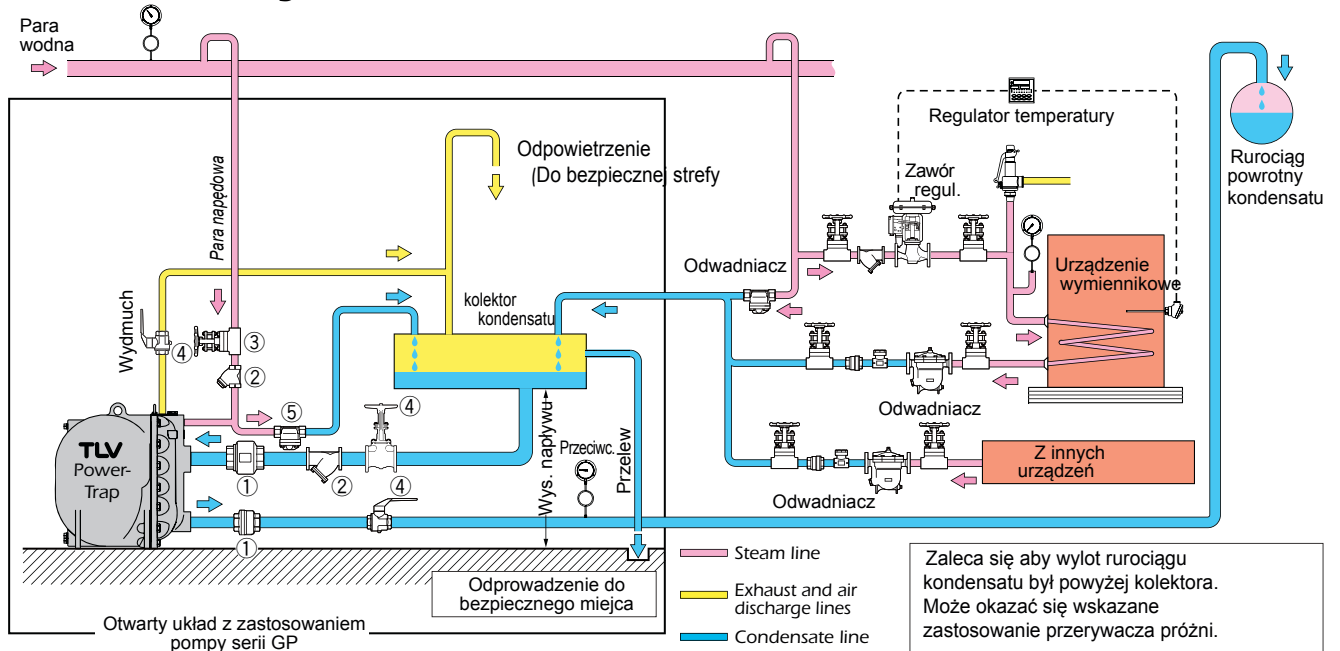 Para
wodna
Odpowietrzenie
(Do bezpiecznej strefy
Para napędowa
Wydmuch
④
③
②
⑤
kolektor
kondensatu
④
TLV
Power-
Trap
①
②
①
④
Wys. napływu
Przeciwc.
Przelew
Odprowadzenie do
bezpiecznego miejca
Otwarty układ z zastosowaniem
pompy serii GP
Regulator temperatury
Zawór
regul.
Odwadniacz
Urządzenie
wymiennikowe
Odwadniacz
Z innych
urządzeń
Odwadniacz
Rurociąg
powrotny
kondensatu
Steam line
Exhaust and air
discharge lines
Condensate line
Zaleca się aby wylot rurociągu
kondensatu był powyżej kolektora.
Może okazać się wskazane
zastosowanie przerywacza próżni.